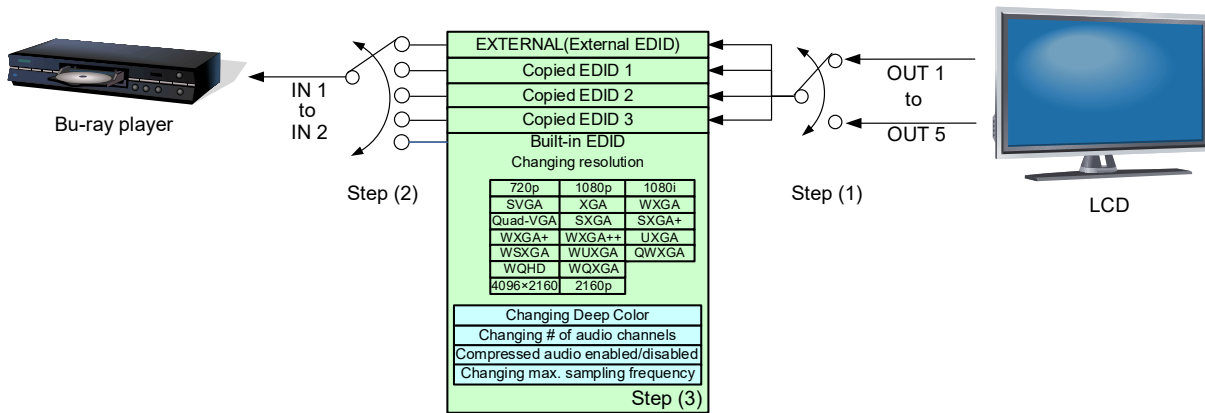 Bu-ray player
IN 1
to
IN 2
Step (2)
EXTERNAL(External EDID)
Copied EDID 1
Copied EDID 2
Copied EDID 3
Built-in EDID
Changing resolution
720p 1080p 1080i
SVGA XGA WXGA
Quad-VGA SXGA SXGA+
WXGA+ WXGA++ UXGA
WSXGA WUXGA QWXGA
WQHD WQXGA
4096×2160 2160p
Changing Deep Color
Changing # of audio channels
Compressed audio enabled/disabled
Changing max. sampling frequency
Step (3)
OUT 1
to
OUT 5
Step (1)
LCD